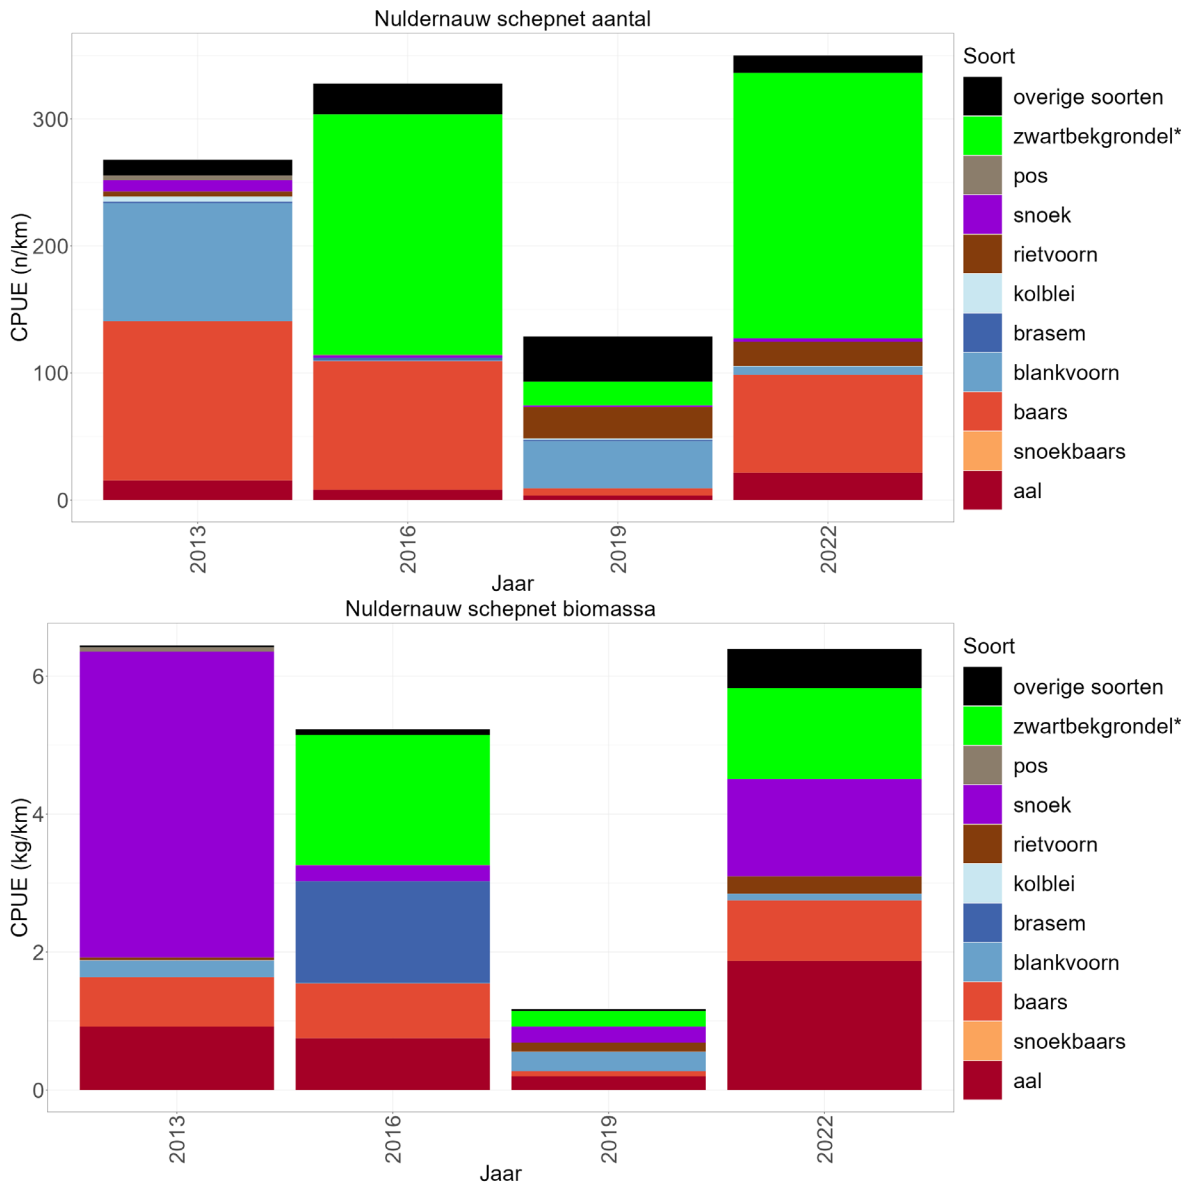 Nuldernauw schepnet aantal
CPUE (n/km)
300
200
100
0
2013
2016
2019
2022
Jaar
Soort
overige soorten
zwartbekgrondel*
pos
snoek
rietvoorn
kolblei
brasem
blankvoorn
baars
snoekbaars
aal
Nuldernauw schepnet biomassa
CPUE (kg/km)
6
4
2
0
2013
2016
2019
2022
Jaar
Soort
overige soorten
zwartbekgrondel*
pos
snoek
rietvoorn
kolblei
brasem
blankvoorn
baars
snoekbaars
aal